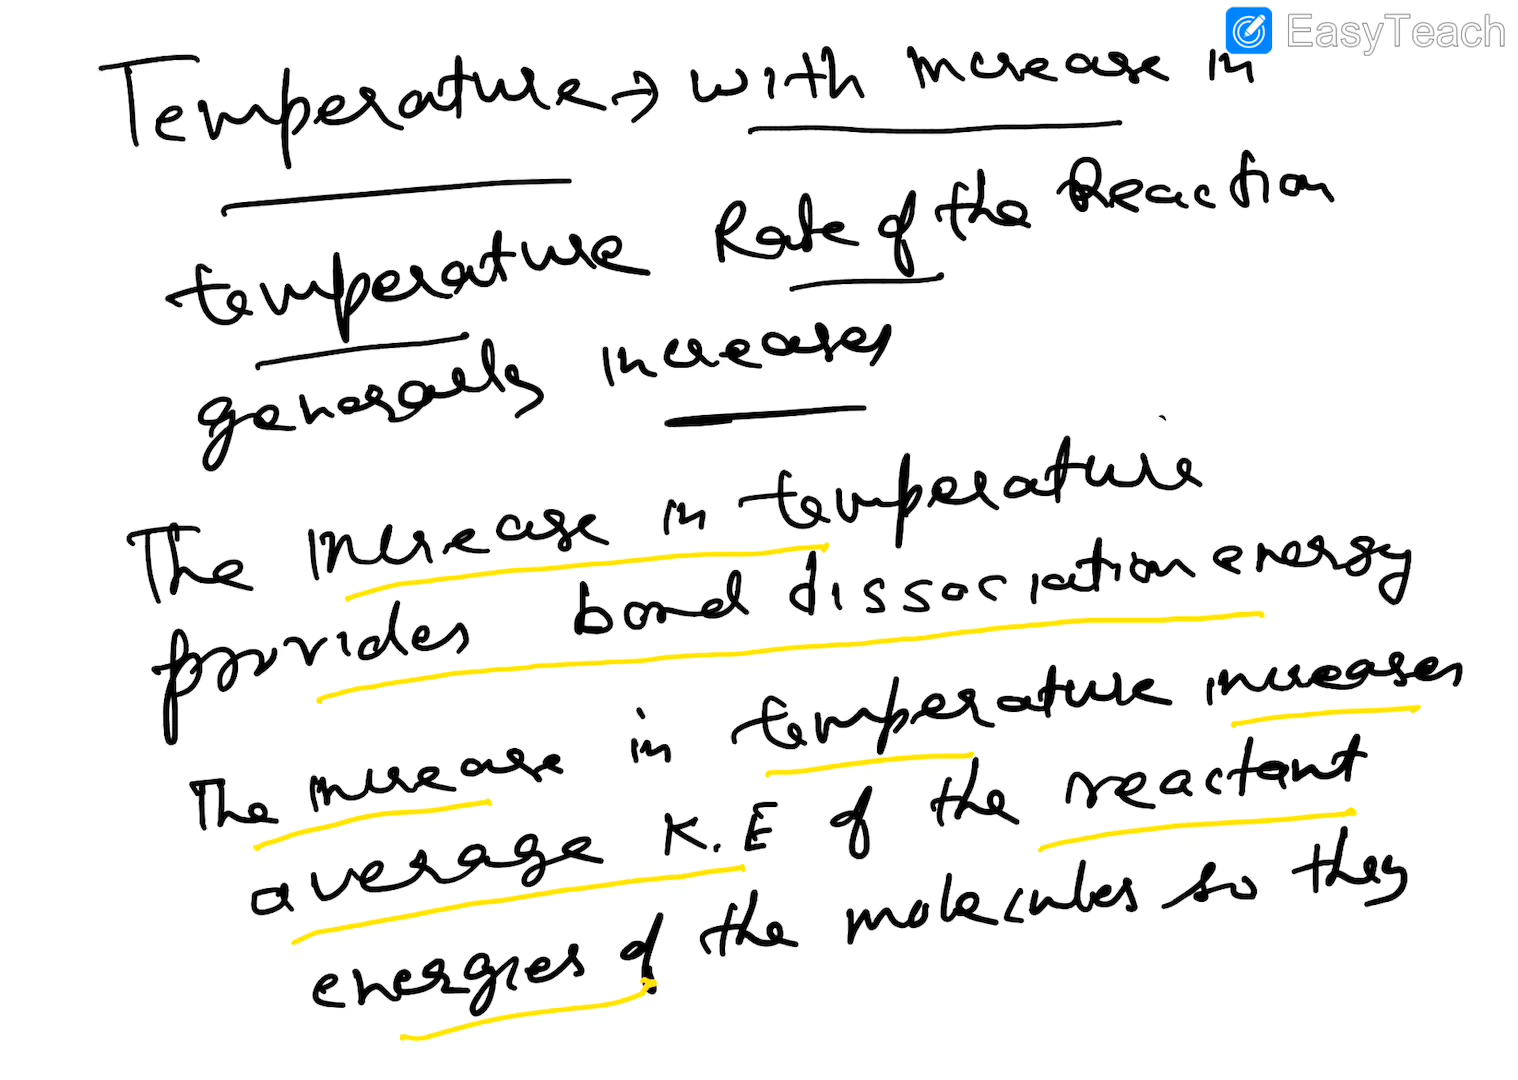 EasyTeach
Temperature → with increase in
temperature Rate of the Reaction
generally increases
The increase in temperature
provides bond dissociation energy
The increase in temperature increases
average K.E of the reactant
energies of the molecules so they